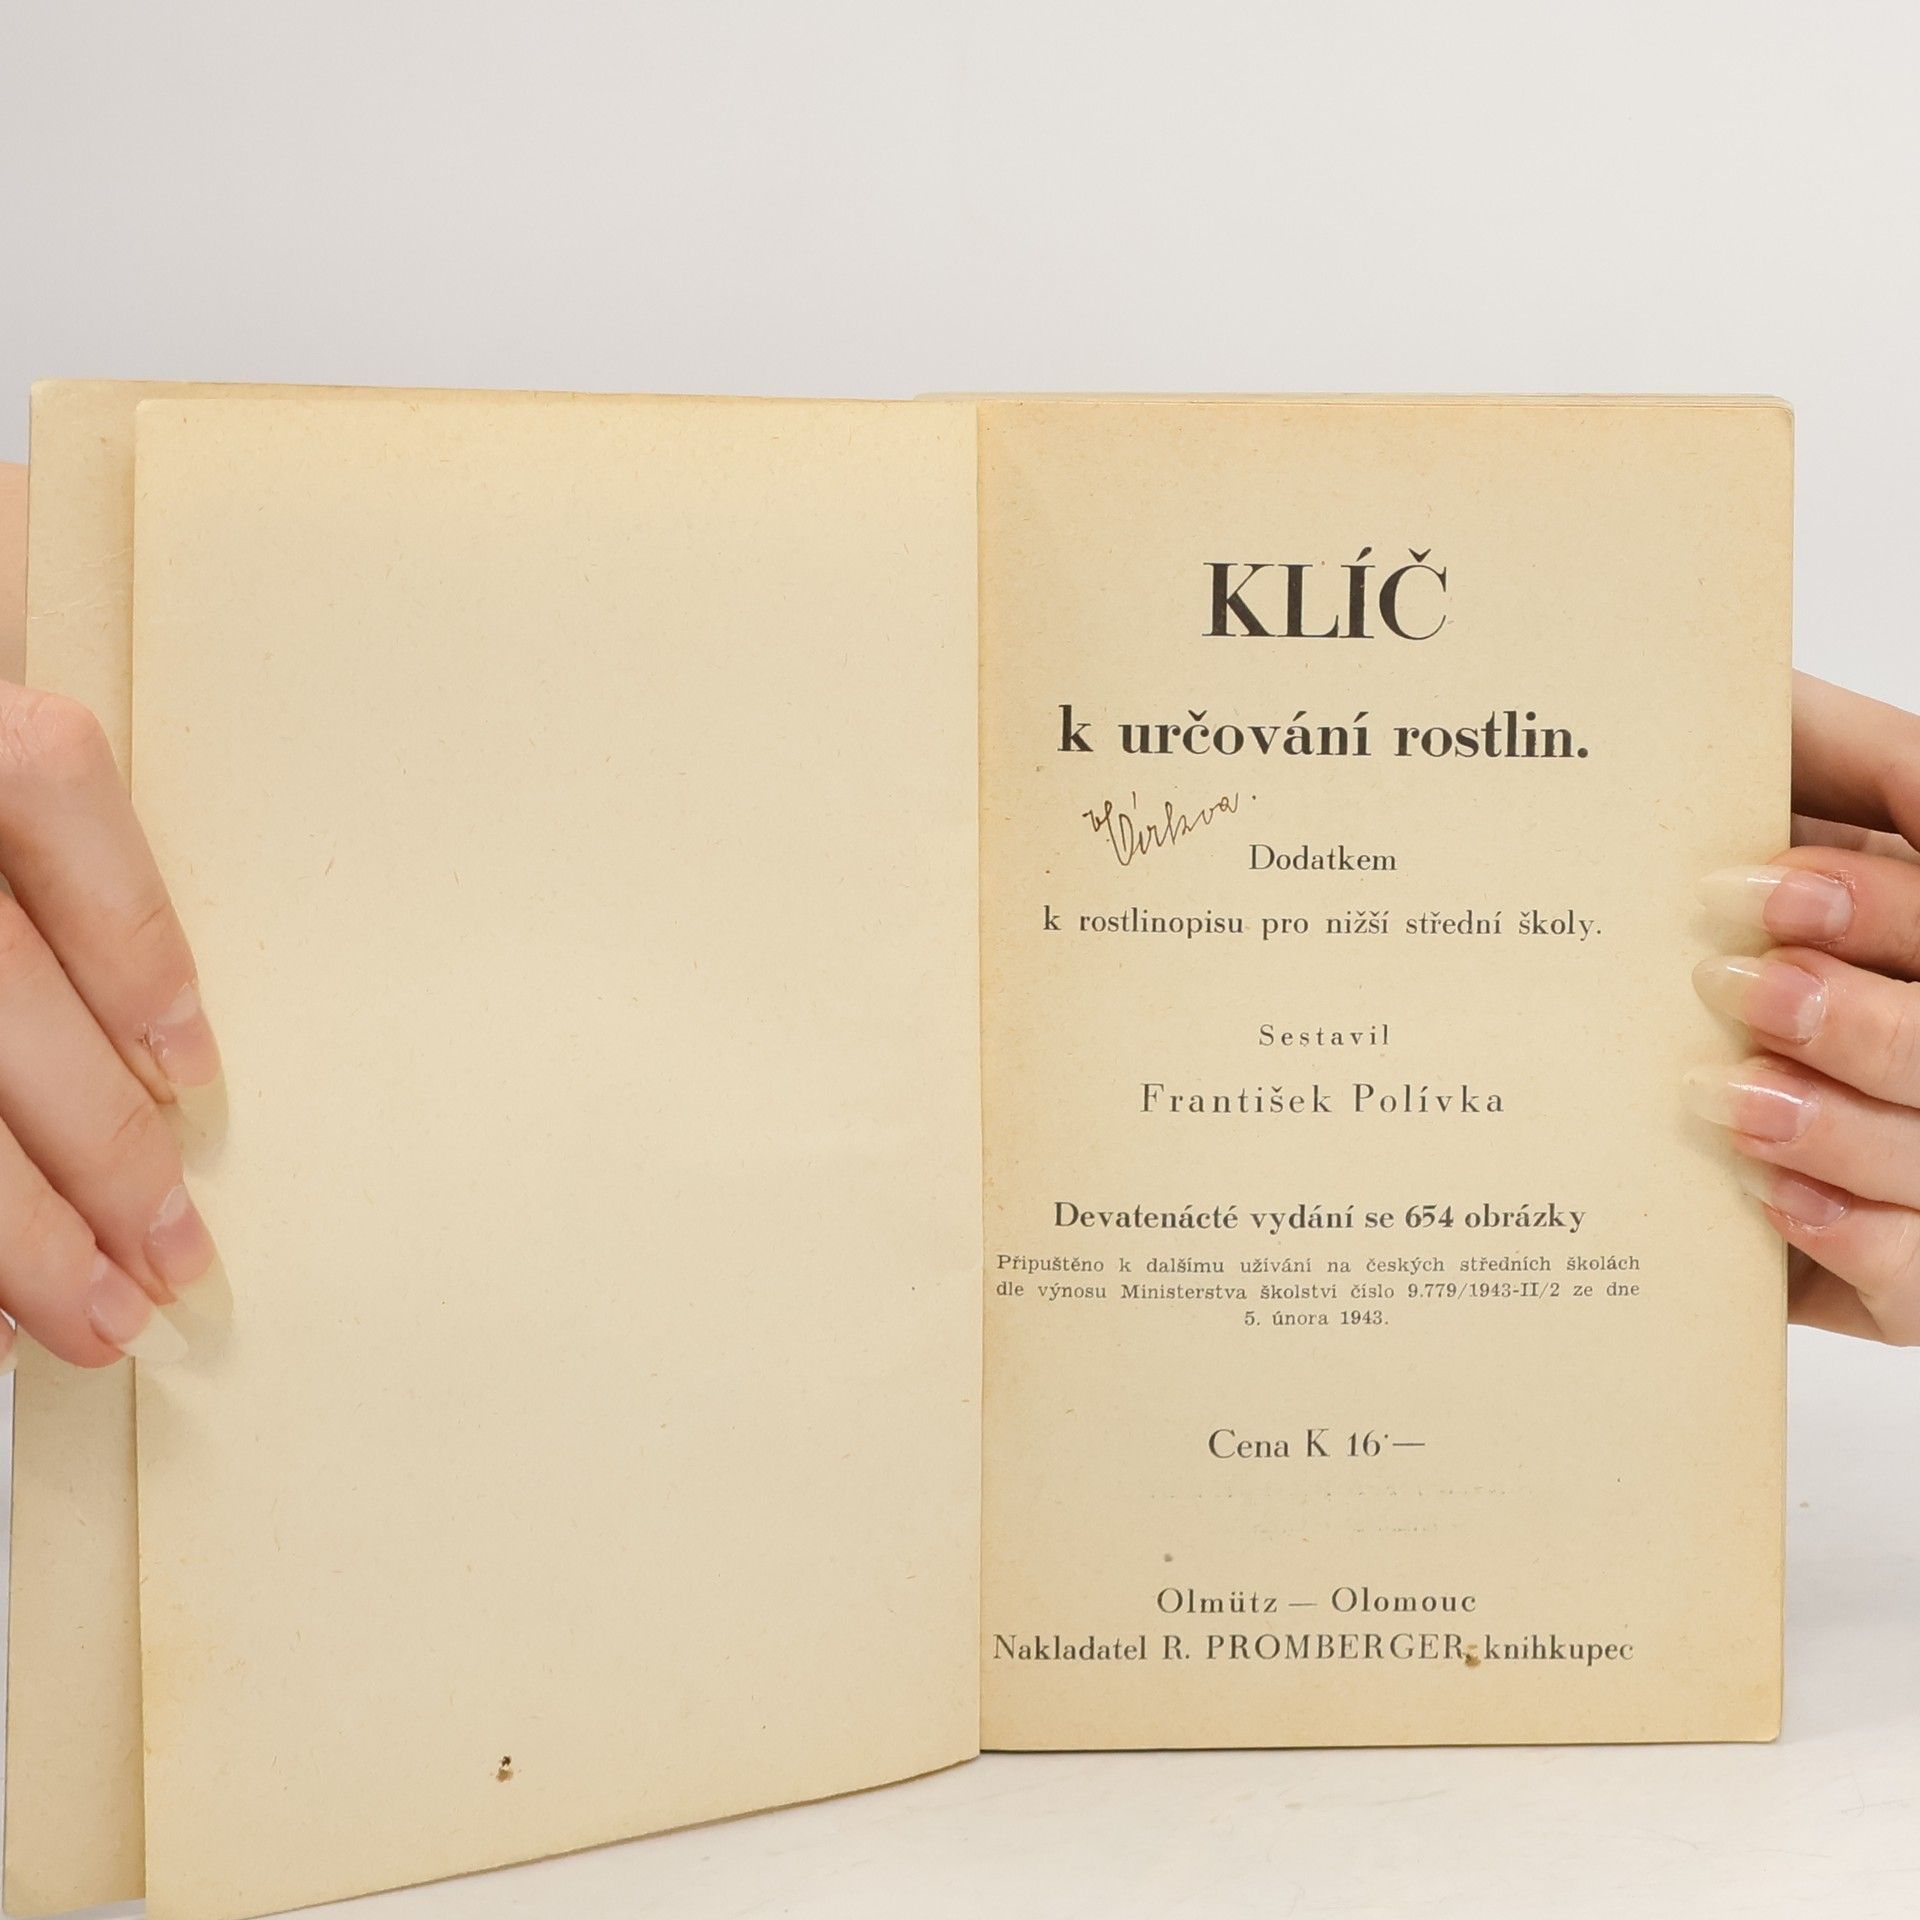 KLÍČ
k určování rostlin.
Dodatkem
k rostlinopisu pro nižší střední školy.
Sestavil
František Polívka
Devatenácté vydání se 654 obrázky
Připuštěno k dalšímu užívání na českých středních školách
dle výnosu Ministerstva školství číslo 9.779/1943-II/2 ze dne
5. února 1943.
Cena K 16·—
Olmütz — Olomouc
Nakladatel R. PROMBERGER, knihkupec